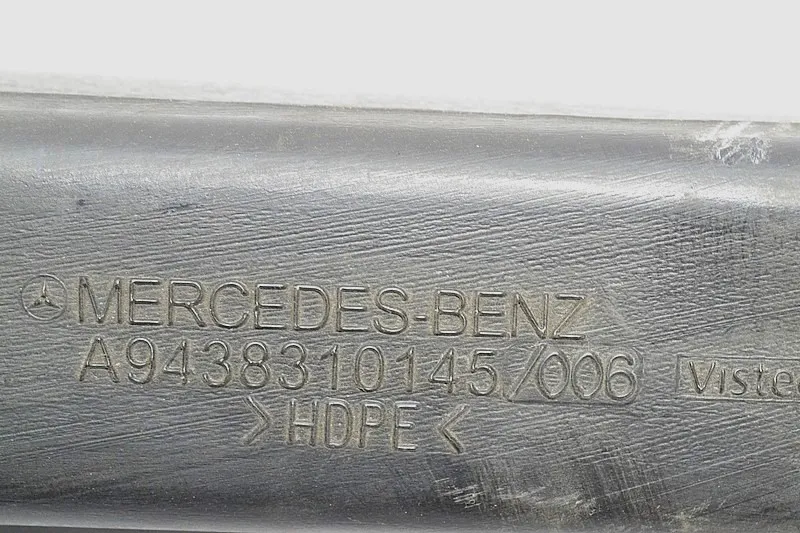 MERCEDES-BENZ
A9438310145/006
>HDPE<